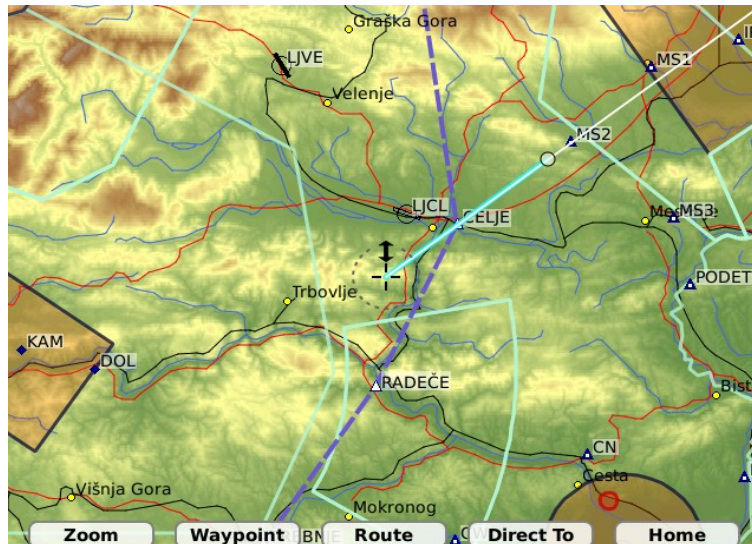 Graška Gora
LJVE
MS1
Velenje
MS2
LJCL
CELJE
MS3
PODET
Trbovlje
KAM
DOL
RADEČE
Bist
CN
Cesta
Višnja Gora
Mokronog
Zoom
Waypoint
Route
Direct To
Home